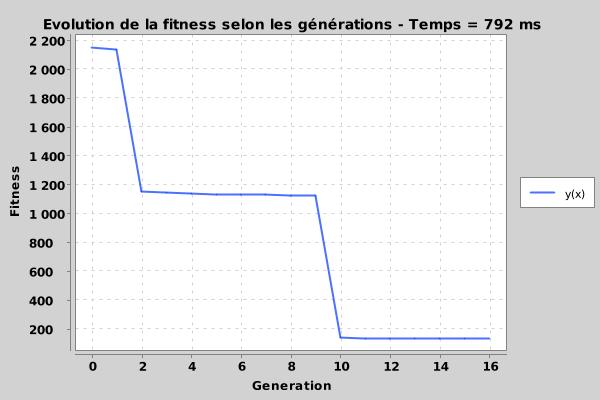 Evolution de la fitness selon les générations - Temps = 792 ms
2 200
2 000
1 800
1 600
1 400
1 200
1 000
800
600
400
200
Fitness
y(x)
0 2 4 6 8 10 12 14 16
Generation